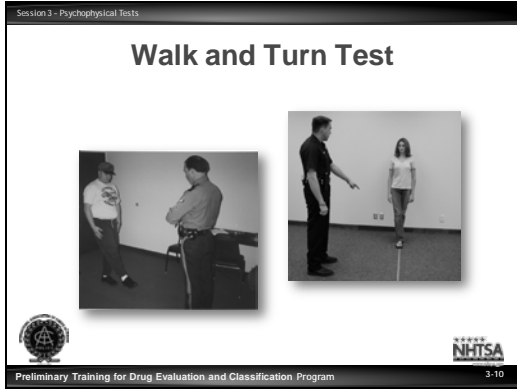 Session 3 - Psychophysical Tests
Walk and Turn Test
NHTSA
Preliminary Training for Drug Evaluation and Classification Program
3-10